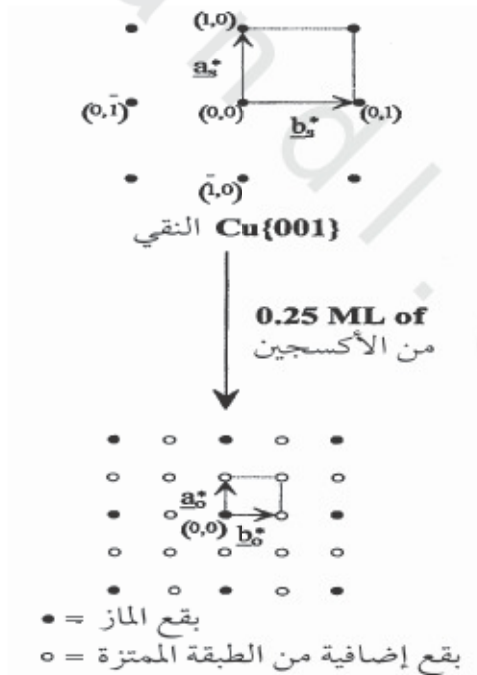 (1,0)
a̲ₛ*
(0,1̄) (0,0) b̲ₛ* (0,1)
(1̄,0)
Cu{001} النقي
0.25 ML of
من الأكسجين
a̲ₒ*
(0,0) b̲ₒ*
● = بقع الماز
○ = بقع إضافية من الطبقة الممتزة